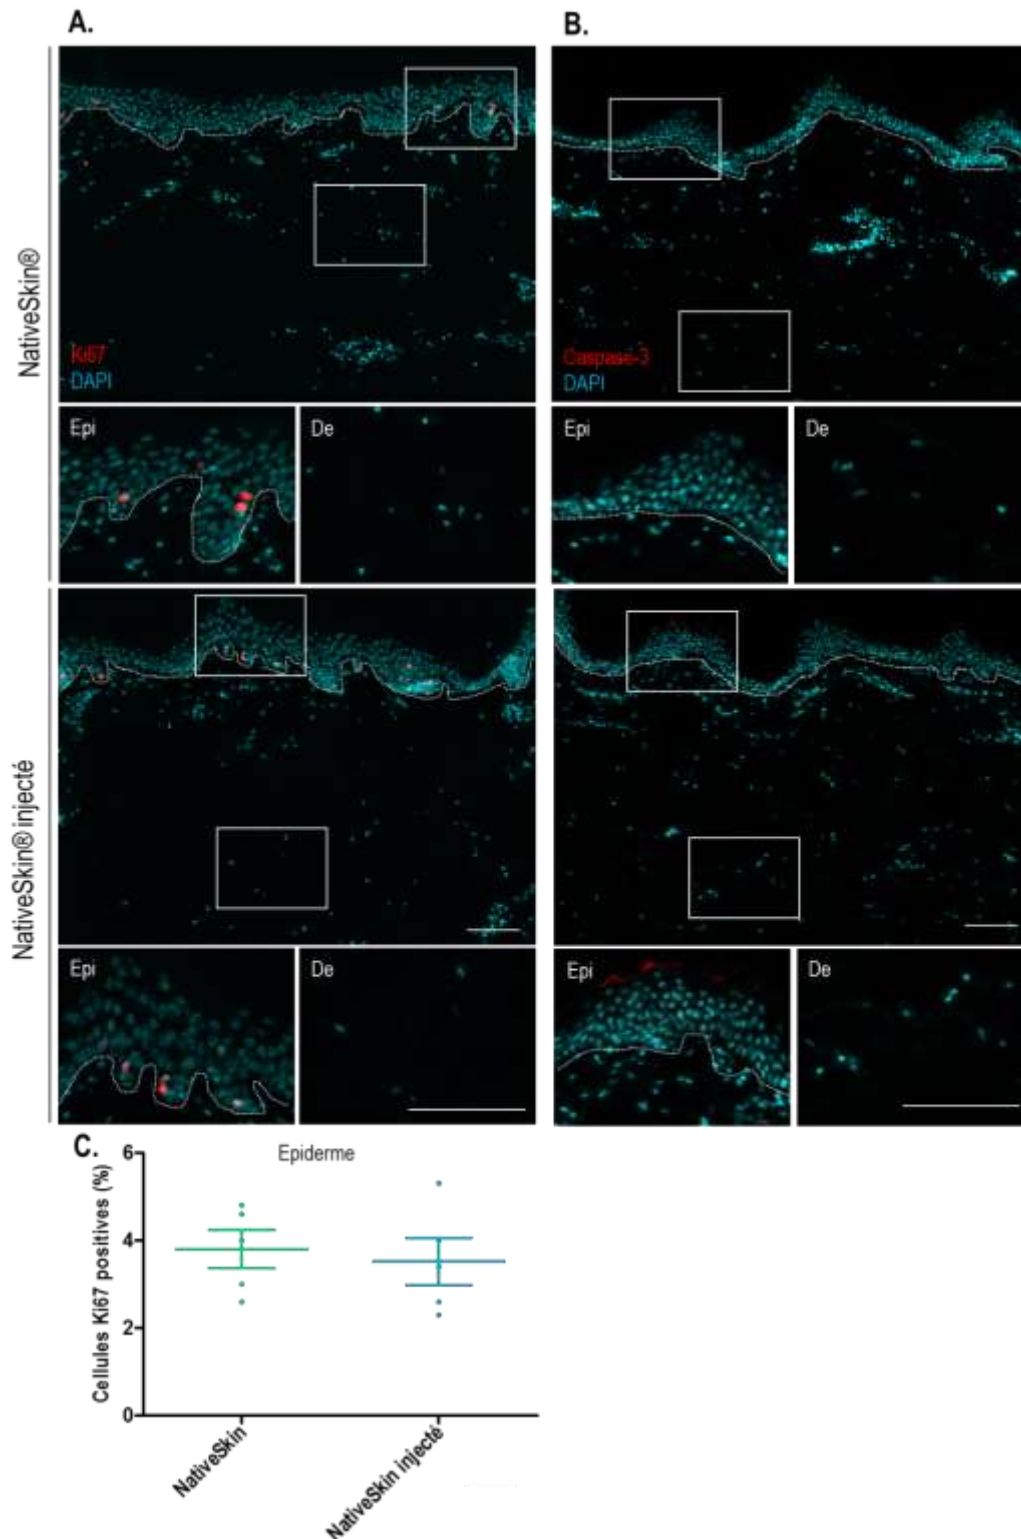 A.
B.
NativeSkin®
Ki67
DAPI
Caspase-3
DAPI
Epi
De
Epi
De
NativeSkin® injecté
Epi
De
Epi
De
C.
Epiderme
Cellules Ki67 positives (%)
6
4
2
0
NativeSkin
NativeSkin injecté